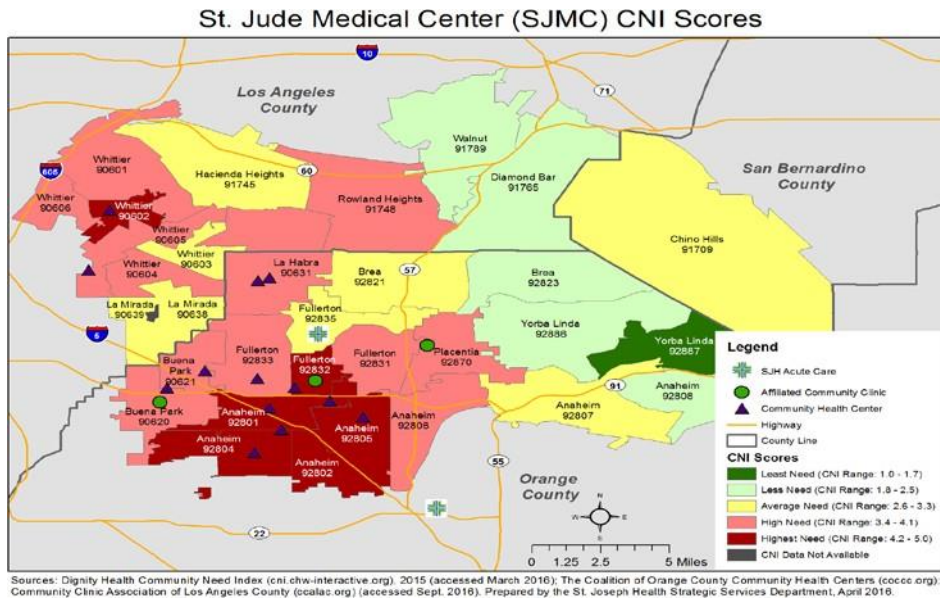 St. Jude Medical Center (SJMC) CNI Scores
10
Los Angeles
County
71
Walnut
91789
605
Whittier
90601
Hacienda Heights
91745
60
Diamond Bar
91765
San Bernardino
County
Whittier
90606
Whittier
90602
Rowland Heights
91748
Whittier
90605
Chino Hills
91709
Whittier
90603
Whittier
90604
La Habra
90631
57
Brea
92821
Brea
92823
La Mirada
90639
La Mirada
90638
Fullerton
92835
5
Yorba Linda
92886
Yorba Linda
92887
Buena
Park
90621
Fullerton
92833
Fullerton
92832
Fullerton
92831
Placentia
92870
91
Anaheim
92808
Buena Park
90620
Anaheim
92801
Anaheim
92805
Anaheim
92806
Anaheim
92807
Anaheim
92804
Anaheim
92802
55
Orange
County
22
N
W
E
S
0 1.25 2.5 5 Miles
Legend
SJH Acute Care
Affiliated Community Clinic
Community Health Center
Highway
County Line
CNI Scores
Least Need (CNI Range: 1.0 - 1.7)
Less Need (CNI Range: 1.8 - 2.5)
Average Need (CNI Range: 2.6 - 3.3)
High Need (CNI Range: 3.4 - 4.1)
Highest Need (CNI Range: 4.2 - 5.0)
CNI Data Not Available
Sources: Dignity Health Community Need Index (cni.chw-interactive.org), 2015 (accessed March 2016); The Coalition of Orange County Community Health Centers (coccc.org);
Community Clinic Association of Los Angeles County (ccalac.org) (accessed Sept. 2016). Prepared by the St. Joseph Health Strategic Services Department, April 2016.